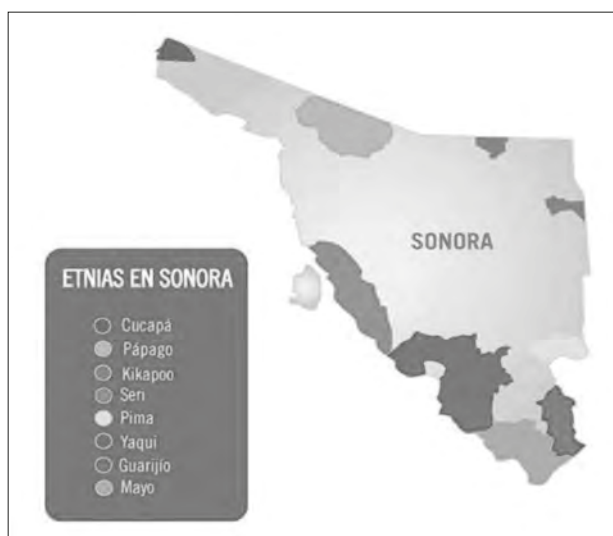 SONORA
ETNIAS EN SONORA
Cucapá
Pápago
Kikapoo
Seri
Pima
Yaqui
Guarijío
Mayo